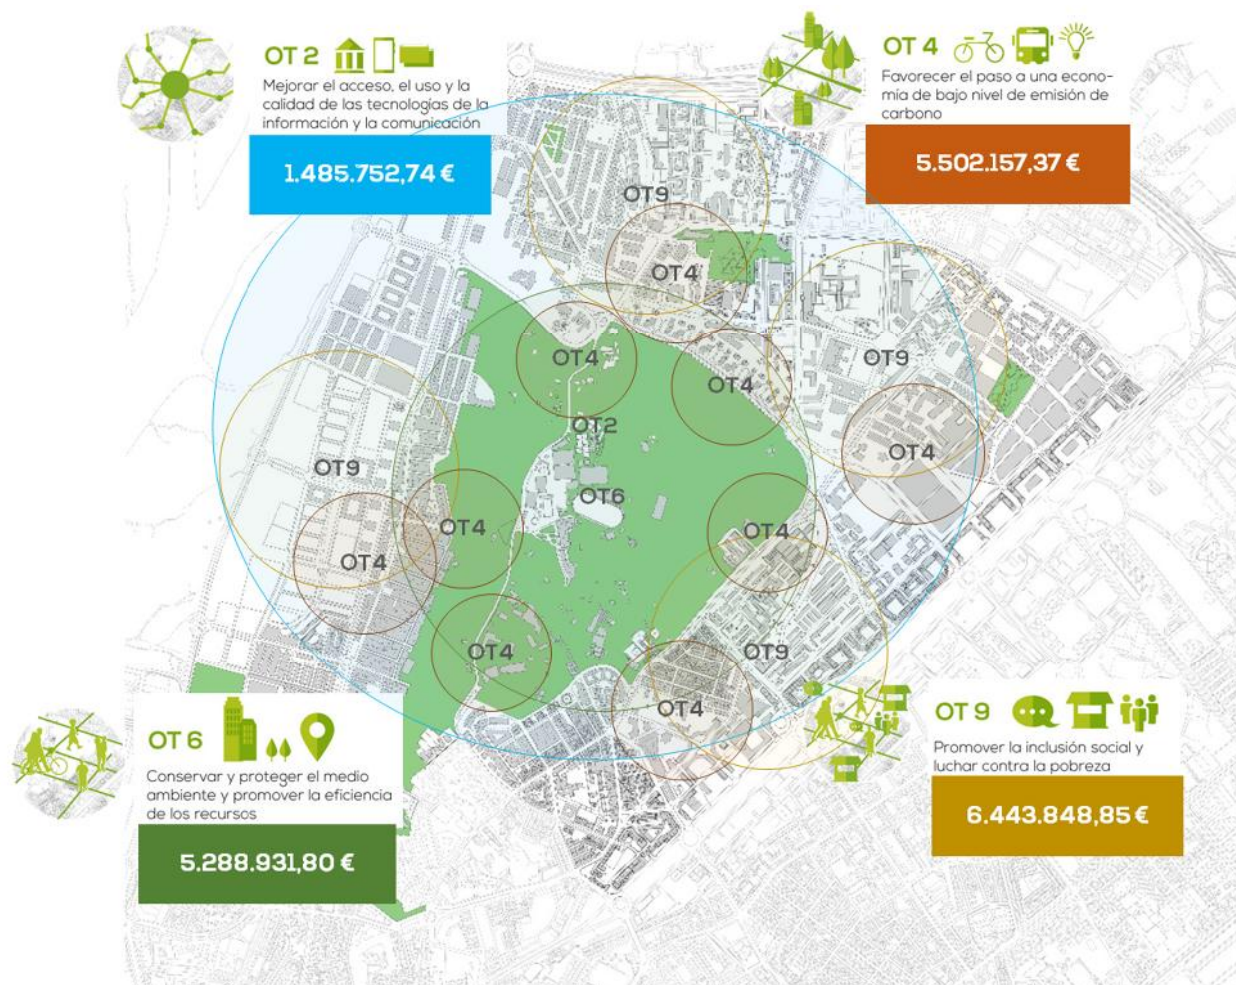 OT 2
Mejorar el acceso, el uso y la
calidad de las tecnologías de la
información y la comunicación
1.485.752,74 €
OT 4
Favorecer el paso a una econo-
mía de bajo nivel de emisión de
carbono
5.502.157,37 €
OT9
OT4
OT4
OT4
OT9
OT2
OT4
OT9
OT6
OT4
OT4
OT4
OT4
OT9
OT4
OT 6
Conservar y proteger el medio
ambiente y promover la eficiencia
de los recursos
5.288.931,80 €
OT 9
Promover la inclusión social y
luchar contra la pobreza
6.443.848,85 €